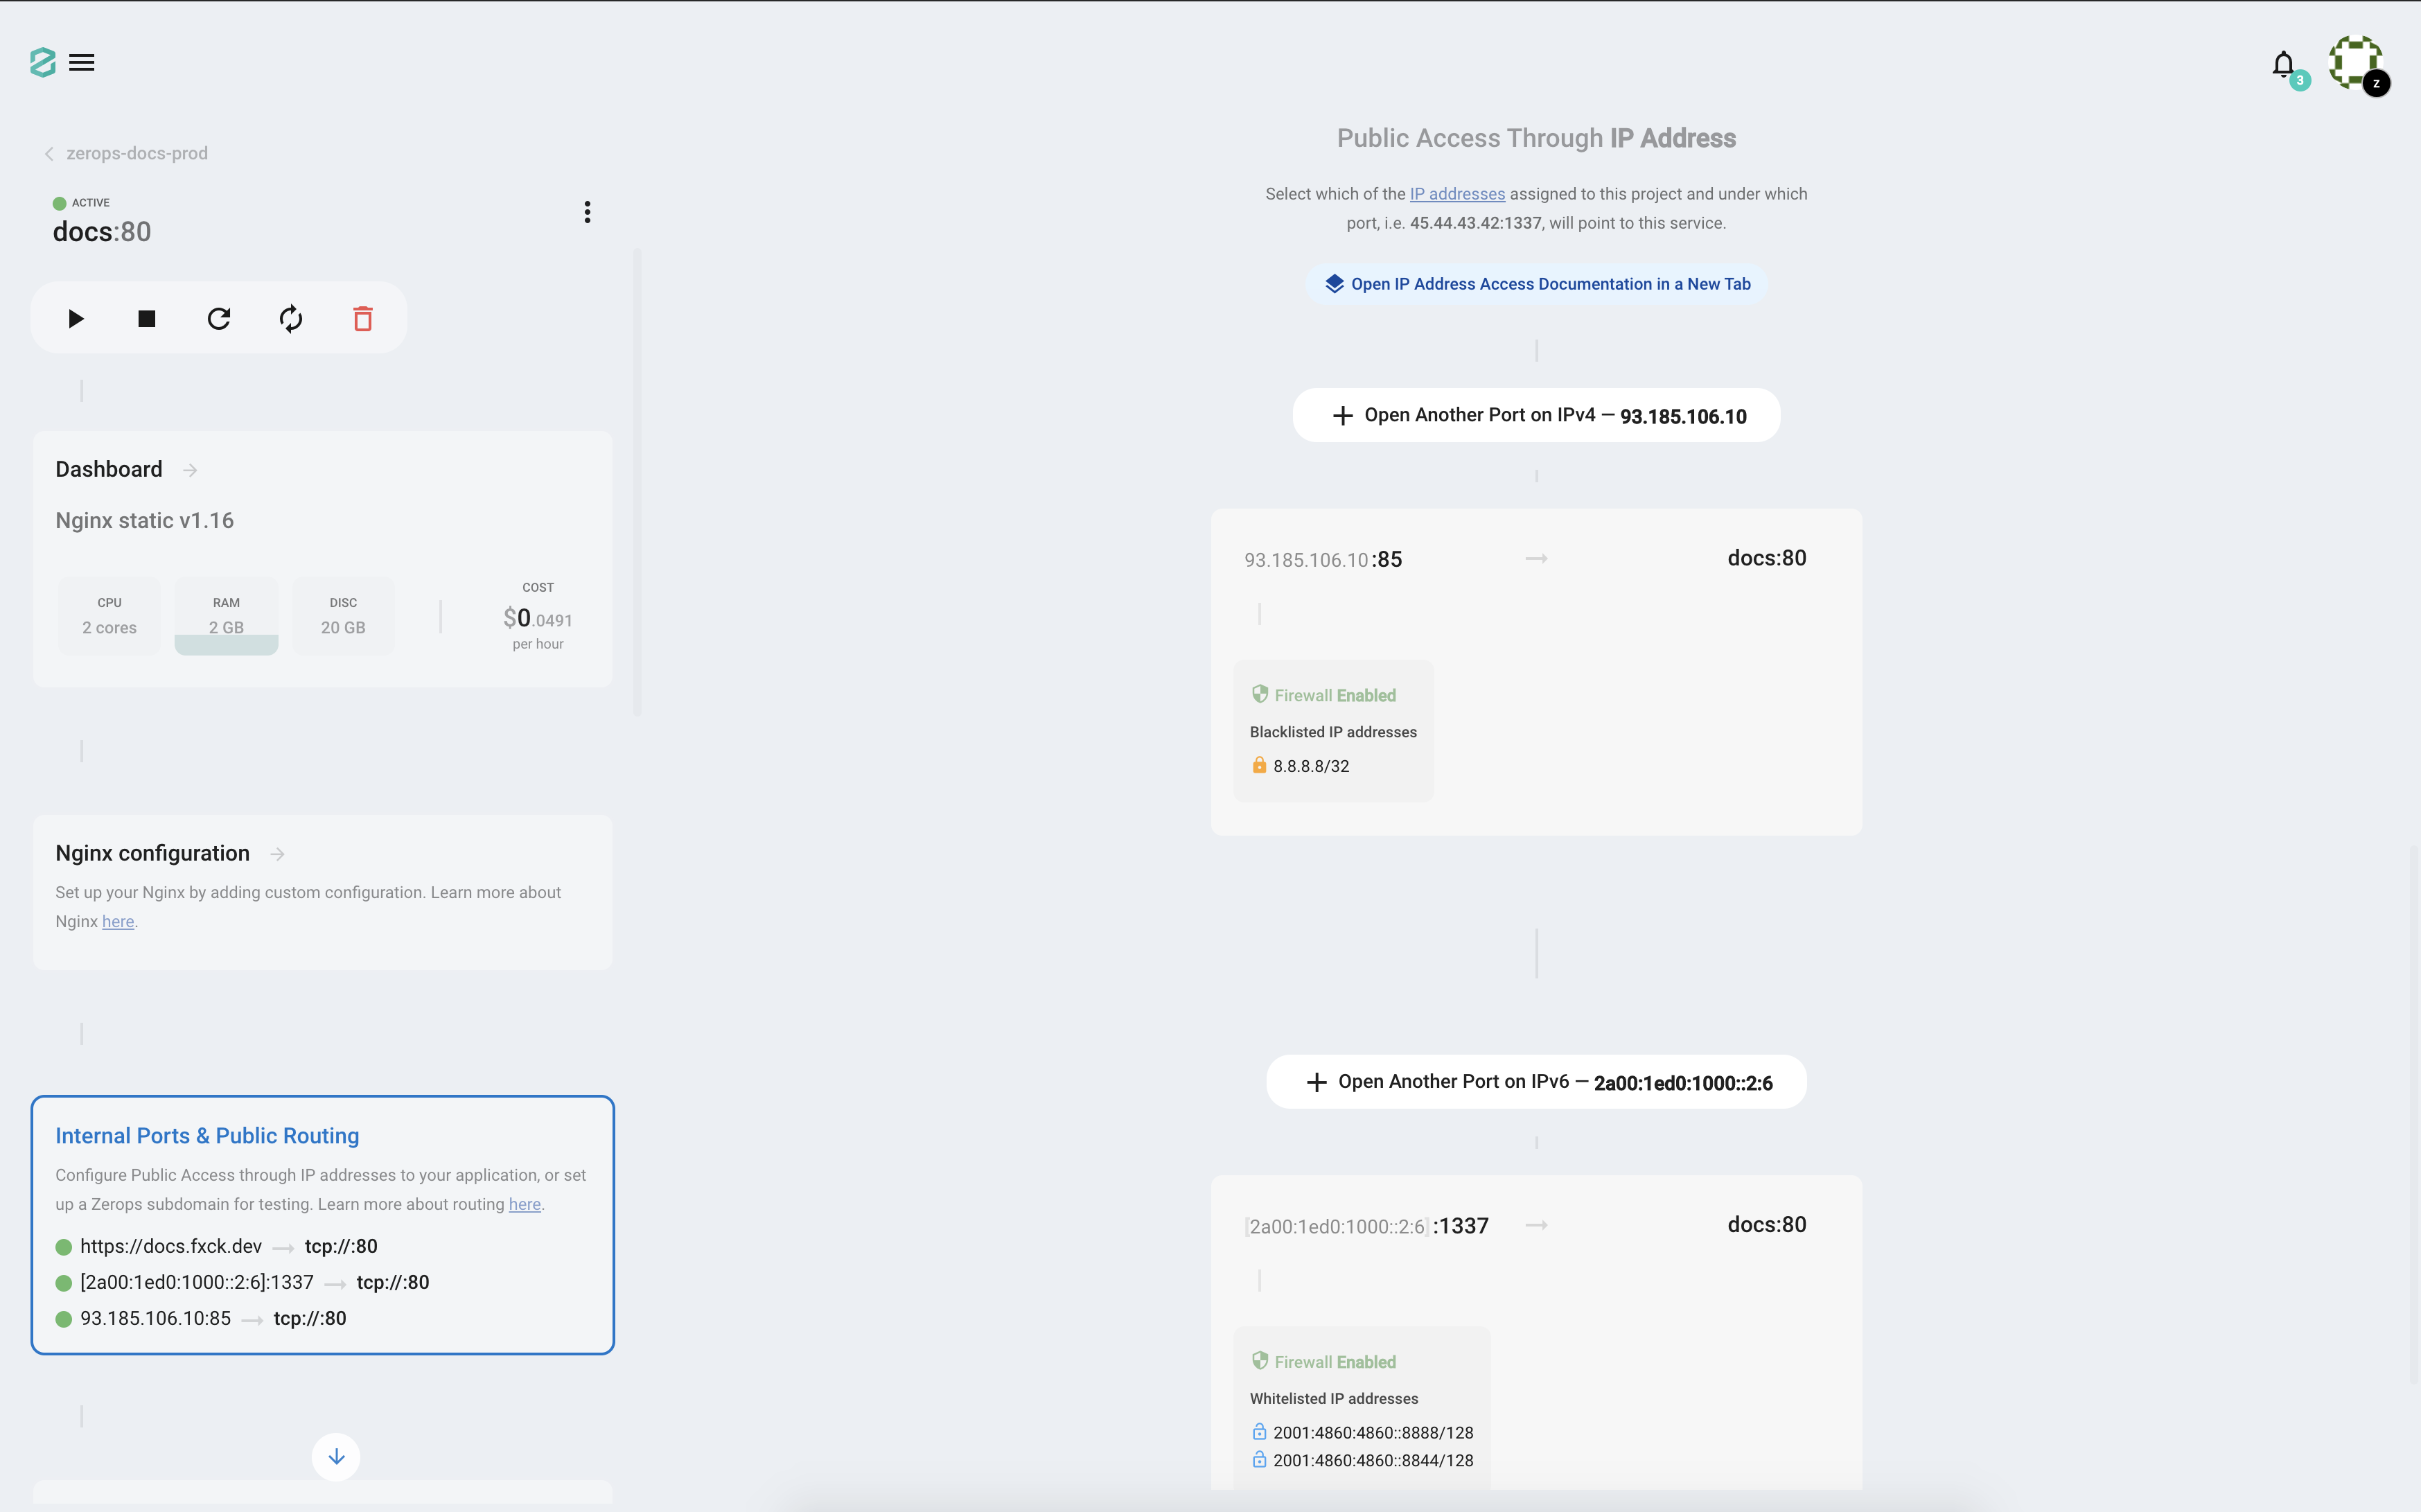 3
z
zerops-docs-prod
ACTIVE
docs:80
Dashboard
Nginx static v1.16
CPU
2 cores
RAM
2 GB
DISC
20 GB
COST
$0.0491
per hour
Nginx configuration
Set up your Nginx by adding custom configuration. Learn more about
Nginx here.
Internal Ports & Public Routing
Configure Public Access through IP addresses to your application, or set
up a Zerops subdomain for testing. Learn more about routing here.
https://docs.fxck.dev → tcp://:80
[2a00:1ed0:1000::2:6]:1337 → tcp://:80
93.185.106.10:85 → tcp://:80
Public Access Through IP Address
Select which of the IP addresses assigned to this project and under which
port, i.e. 45.44.43.42:1337, will point to this service.
Open IP Address Access Documentation in a New Tab
Open Another Port on IPv4 — 93.185.106.10
93.185.106.10:85 → docs:80
Firewall Enabled
Blacklisted IP addresses
8.8.8.8/32
Open Another Port on IPv6 — 2a00:1ed0:1000::2:6
[2a00:1ed0:1000::2:6]:1337 → docs:80
Firewall Enabled
Whitelisted IP addresses
2001:4860:4860::8888/128
2001:4860:4860::8844/128